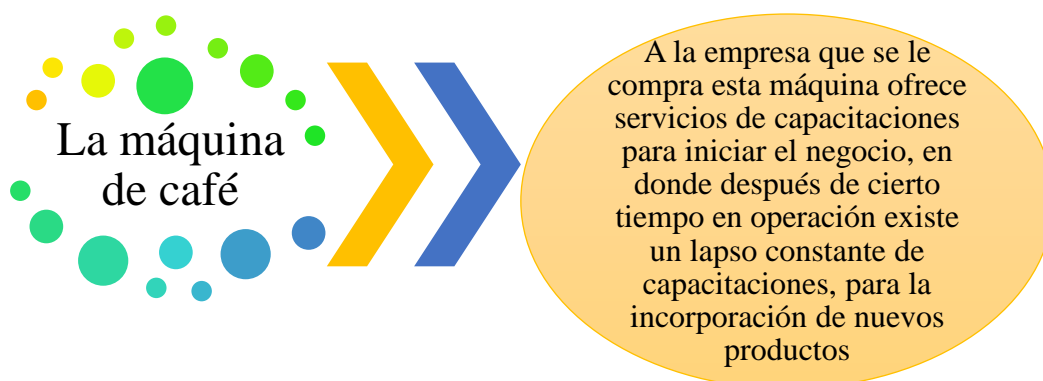 La máquina
de café
A la empresa que se le
compra esta máquina ofrece
servicios de capacitaciones
para iniciar el negocio, en
donde después de cierto
tiempo en operación existe
un lapso constante de
capacitaciones, para la
incorporación de nuevos
productos